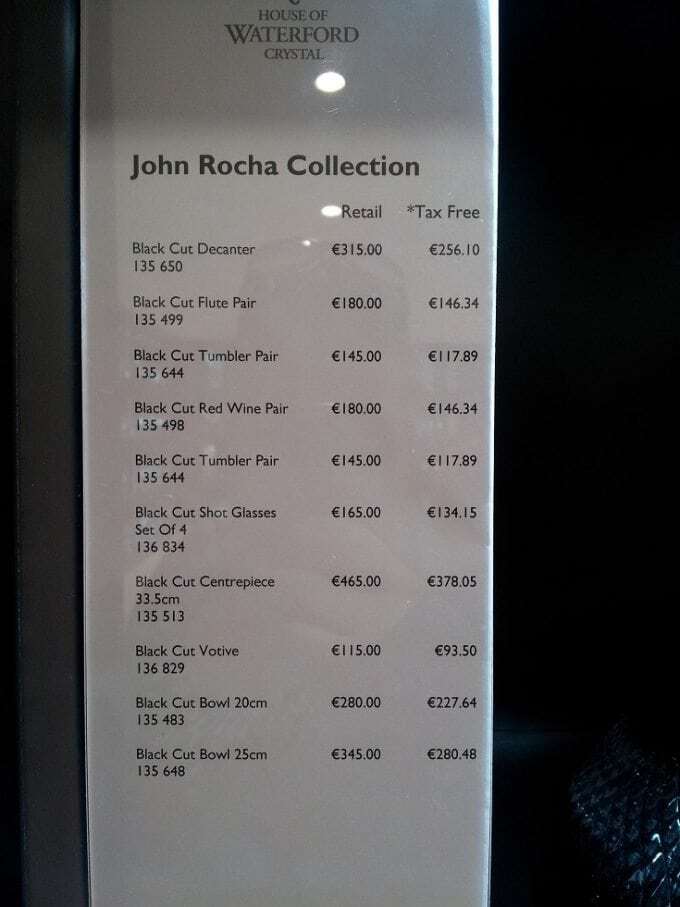 HOUSE OF
WATERFORD
CRYSTAL
John Rocha Collection
Retail *Tax Free
Black Cut Decanter €315.00 €256.10
135 650
Black Cut Flute Pair €180.00 €146.34
135 499
Black Cut Tumbler Pair €145.00 €117.89
135 644
Black Cut Red Wine Pair €180.00 €146.34
135 498
Black Cut Tumbler Pair €145.00 €117.89
135 644
Black Cut Shot Glasses €165.00 €134.15
Set Of 4
136 834
Black Cut Centrepiece €465.00 €378.05
33.5cm
135 513
Black Cut Votive €115.00 €93.50
136 829
Black Cut Bowl 20cm €280.00 €227.64
135 483
Black Cut Bowl 25cm €345.00 €280.48
135 648